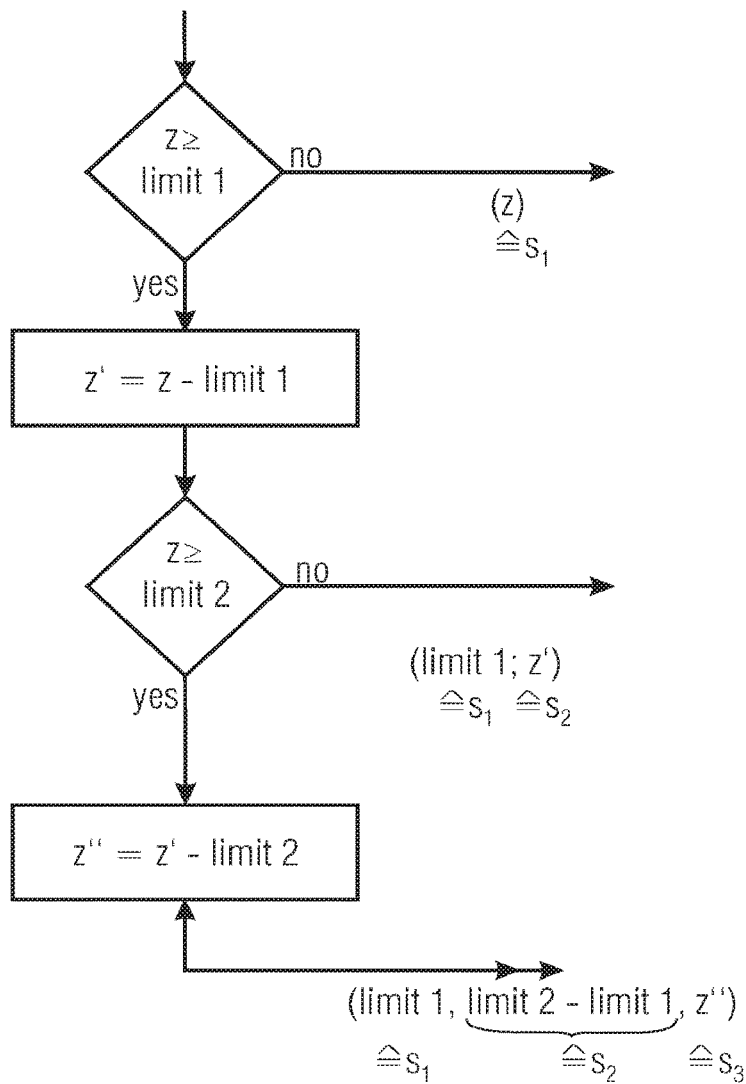 z≥
limit 1
no
(z)
≙s₁
yes
z‘ = z - limit 1
z≥
limit 2
no
(limit 1; z‘)
≙s₁ ≙s₂
yes
z‘‘ = z‘ - limit 2
(limit 1, limit 2 - limit 1, z‘‘)
≙s₁ ≙s₂ ≙s₃